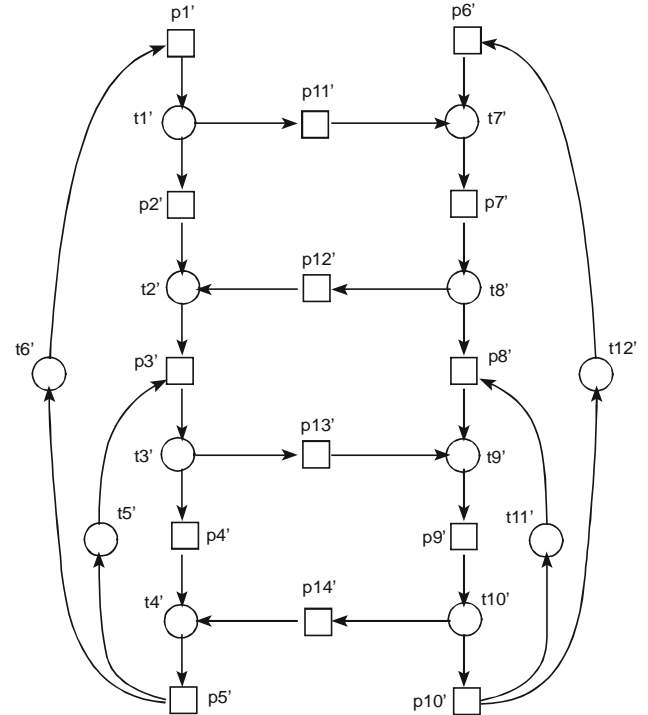 p1’ p6’
p11’
t1’ t7’
p2’ p7’
p12’
t2’ t8’
t6’ p3’ p8’ t12’
p13’
t3’ t9’
t5’ p4’ p9’ t11’
p14’
t4’ t10’
p5’ p10’